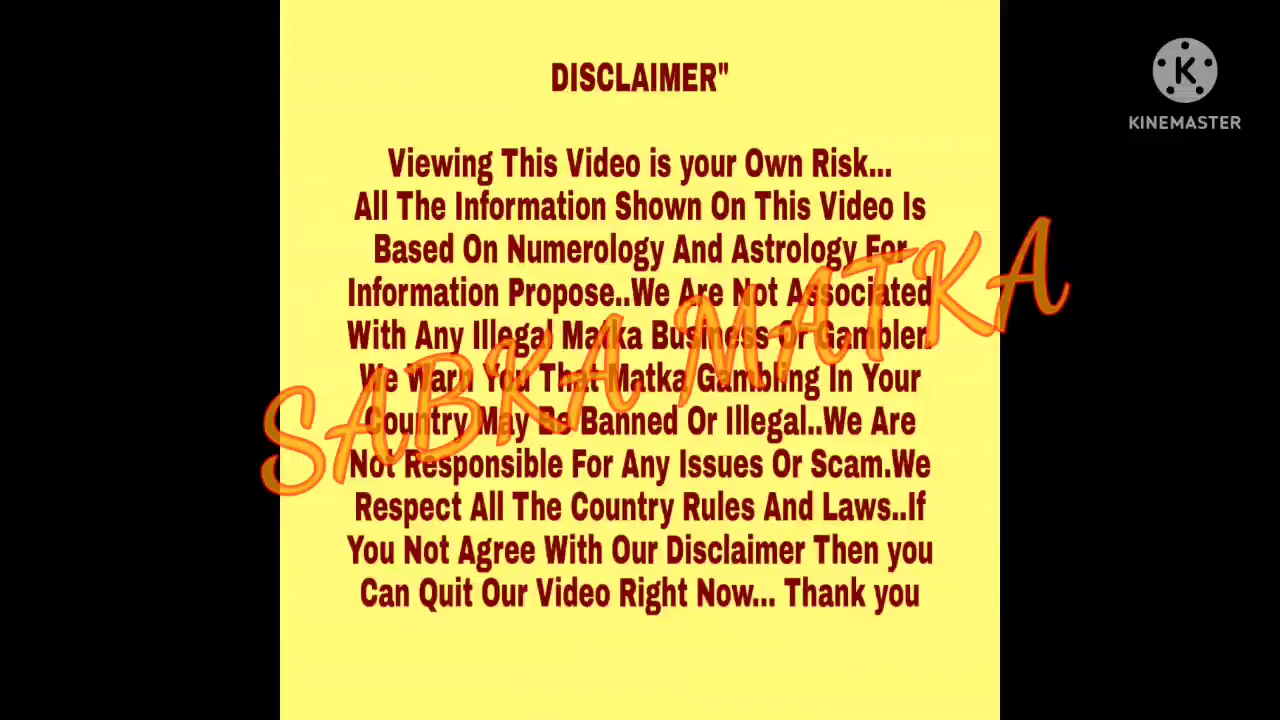 DISCLAIMER"
Viewing This Video is your Own Risk...
All The Information Shown On This Video Is
Based On Numerology And Astrology For
Information Propose..We Are Not Associated
With Any Illegal Matka Business Or Gambler.
We Warn You That Matka Gambling In Your
Country May Be Banned Or Illegal..We Are
Not Responsible For Any Issues Or Scam.We
Respect All The Country Rules And Laws..If
You Not Agree With Our Disclaimer Then you
Can Quit Our Video Right Now... Thank you
SABKA MATKA
K
KINEMASTER